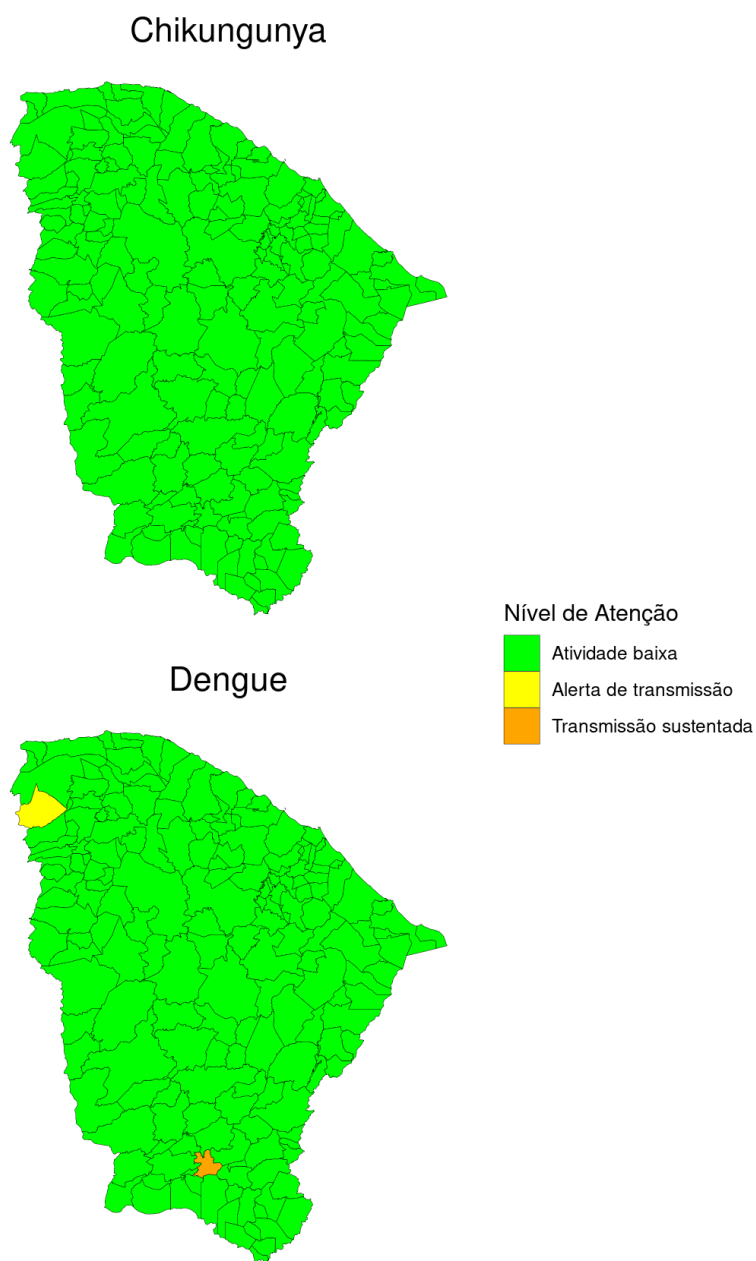 Chikungunya
Nível de Atenção
Atividade baixa
Alerta de transmissão
Transmissão sustentada
Dengue